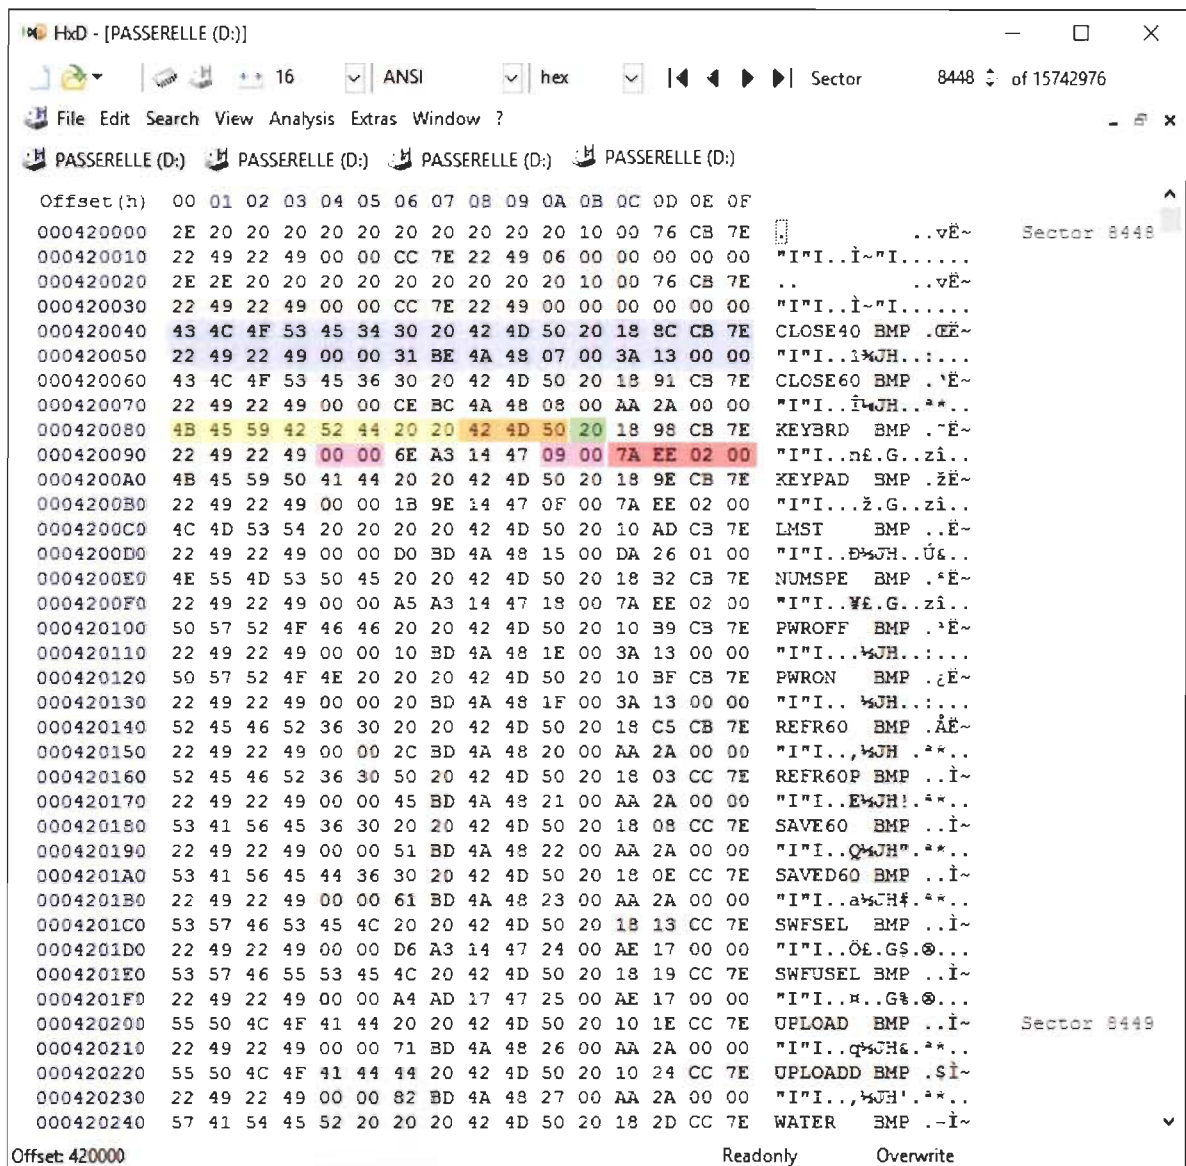 HxD - [PASSERELLE (D:)]
16 ANSI hex Sector 8448 of 15742976
File Edit Search View Analysis Extras Window ?
PASSERELLE (D:) PASSERELLE (D:) PASSERELLE (D:) PASSERELLE (D:)
Offset(h) 00 01 02 03 04 05 06 07 08 09 0A 0B 0C 0D 0E 0F
000420000 2E 20 20 20 20 20 20 20 20 20 20 10 00 76 CB 7E . ..vË~ Sector 8448
000420010 22 49 22 49 00 00 CC 7E 22 49 06 00 00 00 00 00 "I"I..Ì~"I......
000420020 2E 2E 20 20 20 20 20 20 20 20 20 10 00 76 CB 7E .. ..vË~
000420030 22 49 22 49 00 00 CC 7E 22 49 00 00 00 00 00 00 "I"I..Ì~"I......
000420040 43 4C 4F 53 45 34 30 20 42 4D 50 20 18 8C CB 7E CLOSE40 BMP .ŒË~
000420050 22 49 22 49 00 00 31 BE 4A 48 07 00 3A 13 00 00 "I"I..1¾JH..:...
000420060 43 4C 4F 53 45 36 30 20 42 4D 50 20 18 91 CB 7E CLOSE60 BMP .‘Ë~
000420070 22 49 22 49 00 00 CE BC 4A 48 08 00 AA 2A 00 00 "I"I..Î¼JH..ª*..
000420080 4B 45 59 42 52 44 20 20 42 4D 50 20 18 98 CB 7E KEYBRD BMP .˜Ë~
000420090 22 49 22 49 00 00 6E A3 14 47 09 00 7A EE 02 00 "I"I..n£.G..zî..
0004200A0 4B 45 59 50 41 44 20 20 42 4D 50 20 18 9E CB 7E KEYPAD BMP .žË~
0004200B0 22 49 22 49 00 00 1B 9E 14 47 0F 00 7A EE 02 00 "I"I...ž.G..zî..
0004200C0 4C 4D 53 54 20 20 20 20 42 4D 50 20 10 AD CB 7E LMST BMP ..Ë~
0004200D0 22 49 22 49 00 00 D0 BD 4A 48 15 00 DA 26 01 00 "I"I..Ð½JH..Ú&..
0004200E0 4E 55 4D 53 50 45 20 20 42 4D 50 20 18 B2 CB 7E NUMSPE BMP .²Ë~
0004200F0 22 49 22 49 00 00 A5 A3 14 47 18 00 7A EE 02 00 "I"I..¥£.G..zî..
000420100 50 57 52 4F 46 46 20 20 42 4D 50 20 10 B9 CB 7E PWROFF BMP .¹Ë~
000420110 22 49 22 49 00 00 10 BD 4A 48 1E 00 3A 13 00 00 "I"I...½JH..:...
000420120 50 57 52 4F 4E 20 20 20 42 4D 50 20 10 BF CB 7E PWRON BMP .¿Ë~
000420130 22 49 22 49 00 00 20 BD 4A 48 1F 00 3A 13 00 00 "I"I.. ½JH..:...
000420140 52 45 46 52 36 30 20 20 42 4D 50 20 18 C5 CB 7E REFR60 BMP .ÅË~
000420150 22 49 22 49 00 00 2C BD 4A 48 20 00 AA 2A 00 00 "I"I..,½JH .ª*..
000420160 52 45 46 52 36 30 50 20 42 4D 50 20 18 03 CC 7E REFR60P BMP ..Ì~
000420170 22 49 22 49 00 00 45 BD 4A 48 21 00 AA 2A 00 00 "I"I..E½JH!.ª*..
000420180 53 41 56 45 36 30 20 20 42 4D 50 20 18 08 CC 7E SAVE60 BMP ..Ì~
000420190 22 49 22 49 00 00 51 BD 4A 48 22 00 AA 2A 00 00 "I"I..Q½JH".ª*..
0004201A0 53 41 56 45 44 36 30 20 42 4D 50 20 18 0E CC 7E SAVED60 BMP ..Ì~
0004201B0 22 49 22 49 00 00 61 BD 4A 48 23 00 AA 2A 00 00 "I"I..a½JH#.ª*..
0004201C0 53 57 46 53 45 4C 20 20 42 4D 50 20 18 13 CC 7E SWFSEL BMP ..Ì~
0004201D0 22 49 22 49 00 00 D6 A3 14 47 24 00 AE 17 00 00 "I"I..Ö£.G$.®...
0004201E0 53 57 46 55 53 45 4C 20 42 4D 50 20 18 19 CC 7E SWFUSEL BMP ..Ì~
0004201F0 22 49 22 49 00 00 A4 AD 17 47 25 00 AE 17 00 00 "I"I..¤..G%.®...
000420200 55 50 4C 4F 41 44 20 20 42 4D 50 20 10 1E CC 7E UPLOAD BMP ..Ì~ Sector 8449
000420210 22 49 22 49 00 00 71 BD 4A 48 26 00 AA 2A 00 00 "I"I..q½JH&.ª*..
000420220 55 50 4C 4F 41 44 44 20 42 4D 50 20 10 24 CC 7E UPLOADD BMP .$Ì~
000420230 22 49 22 49 00 00 82 BD 4A 48 27 00 AA 2A 00 00 "I"I..‚½JH'.ª*..
000420240 57 41 54 45 52 20 20 20 42 4D 50 20 18 2D CC 7E WATER BMP .-Ì~
Offset: 420000 Readonly Overwrite